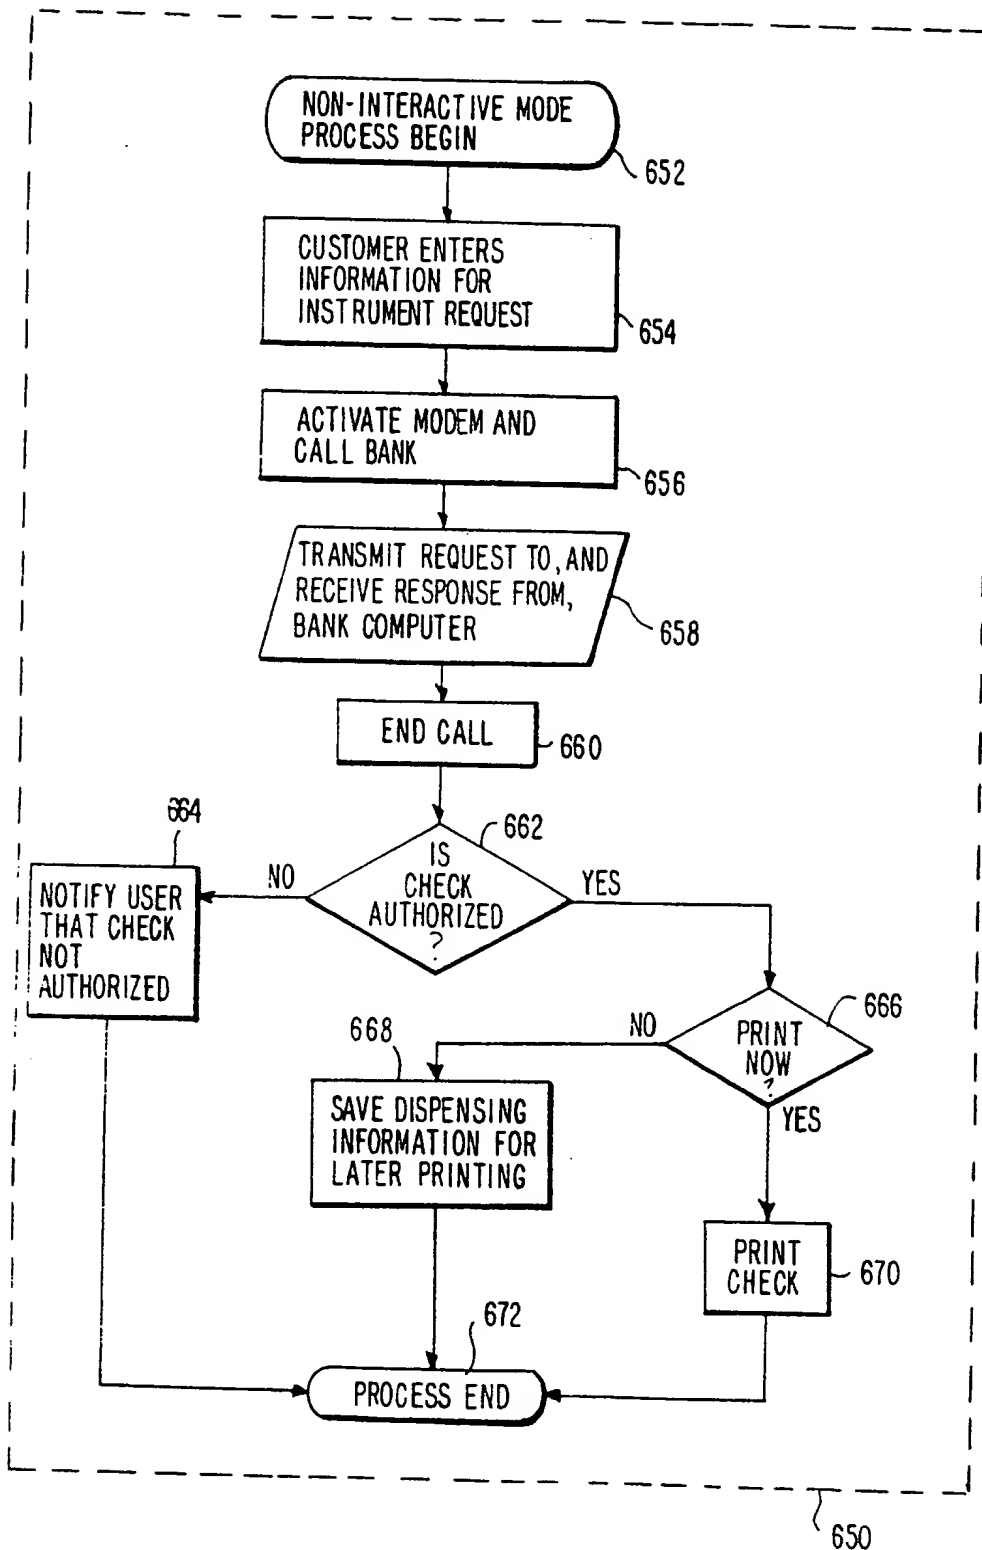 NON-INTERACTIVE MODE
PROCESS BEGIN
652
CUSTOMER ENTERS
INFORMATION FOR
INSTRUMENT REQUEST
654
ACTIVATE MODEM AND
CALL BANK
656
TRANSMIT REQUEST TO, AND
RECEIVE RESPONSE FROM,
BANK COMPUTER
658
END CALL
660
662
IS
CHECK
AUTHORIZED
?
NO
YES
664
NOTIFY USER
THAT CHECK
NOT
AUTHORIZED
666
PRINT
NOW
?
NO
YES
668
SAVE DISPENSING
INFORMATION FOR
LATER PRINTING
PRINT
CHECK
670
672
PROCESS END
650